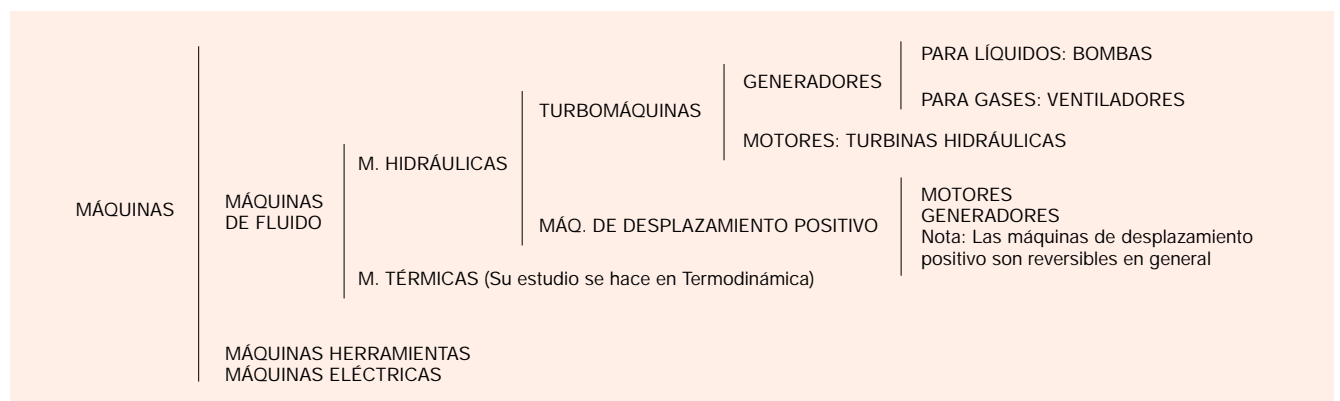 MÁQUINAS
MÁQUINAS
DE FLUIDO
M. HIDRÁULICAS
TURBOMÁQUINAS
GENERADORES
PARA LÍQUIDOS: BOMBAS
PARA GASES: VENTILADORES
MOTORES: TURBINAS HIDRÁULICAS
MÁQ. DE DESPLAZAMIENTO POSITIVO
MOTORES
GENERADORES
Nota: Las máquinas de desplazamiento
positivo son reversibles en general
M. TÉRMICAS (Su estudio se hace en Termodinámica)
MÁQUINAS HERRAMIENTAS
MÁQUINAS ELÉCTRICAS